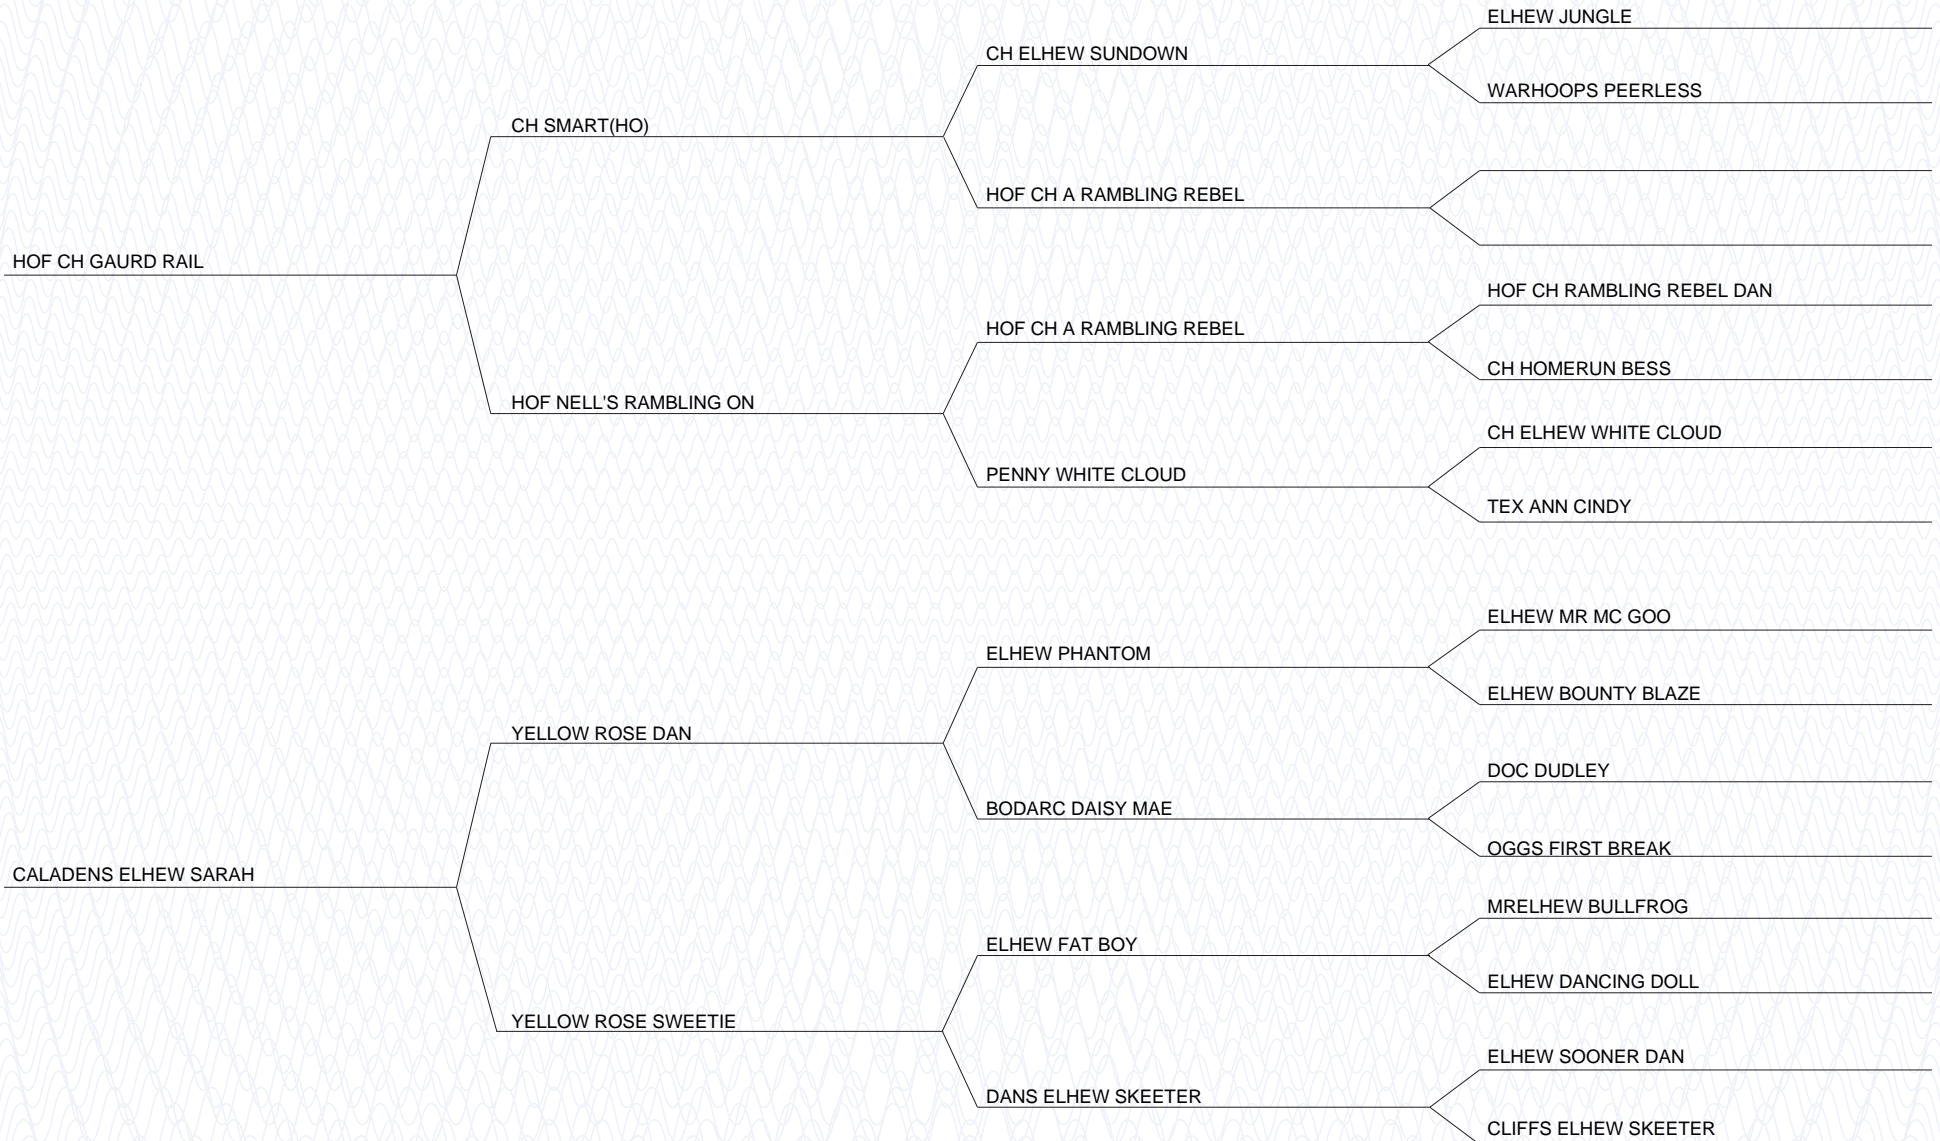 ELHEW JUNGLE
CH ELHEW SUNDOWN
WARHOOPS PEERLESS
CH SMART(HO)
HOF CH A RAMBLING REBEL
HOF CH GAURD RAIL
HOF CH RAMBLING REBEL DAN
HOF CH A RAMBLING REBEL
CH HOMERUN BESS
HOF NELL'S RAMBLING ON
CH ELHEW WHITE CLOUD
PENNY WHITE CLOUD
TEX ANN CINDY
ELHEW MR MC GOO
ELHEW PHANTOM
ELHEW BOUNTY BLAZE
YELLOW ROSE DAN
DOC DUDLEY
BODARC DAISY MAE
OGGS FIRST BREAK
CALADENS ELHEW SARAH
MRELHEW BULLFROG
ELHEW FAT BOY
ELHEW DANCING DOLL
YELLOW ROSE SWEETIE
ELHEW SOONER DAN
DANS ELHEW SKEETER
CLIFFS ELHEW SKEETER